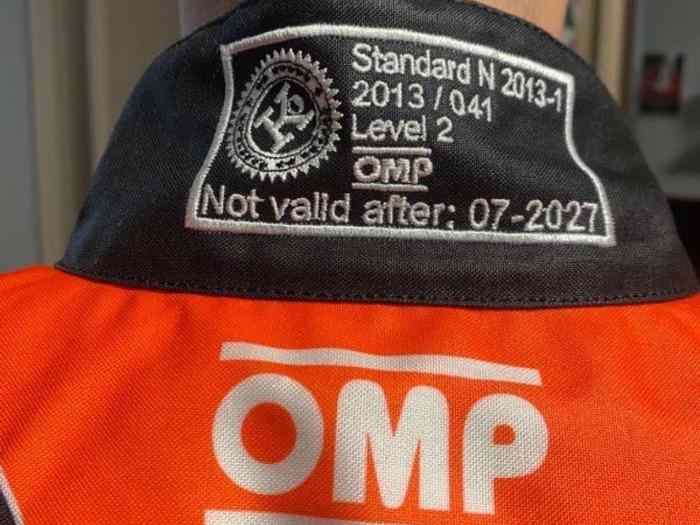 Standard N 2013-1
2013 / 041
Level 2
OMP
Not valid after: 07-2027
OMP